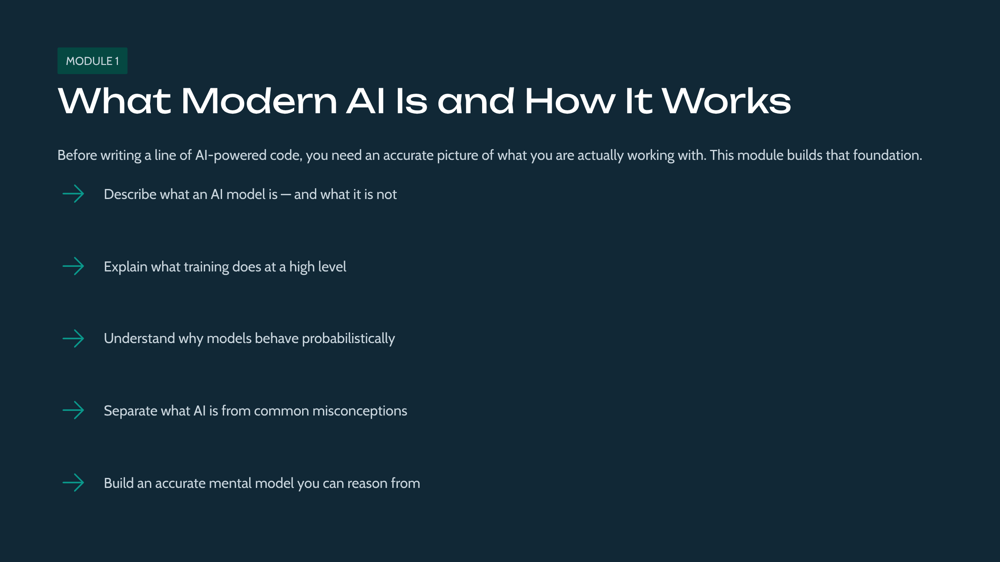 MODULE 1
What Modern AI Is and How It Works
Before writing a line of AI-powered code, you need an accurate picture of what you are actually working with. This module builds that foundation.
Describe what an AI model is — and what it is not
Explain what training does at a high level
Understand why models behave probabilistically
Separate what AI is from common misconceptions
Build an accurate mental model you can reason from